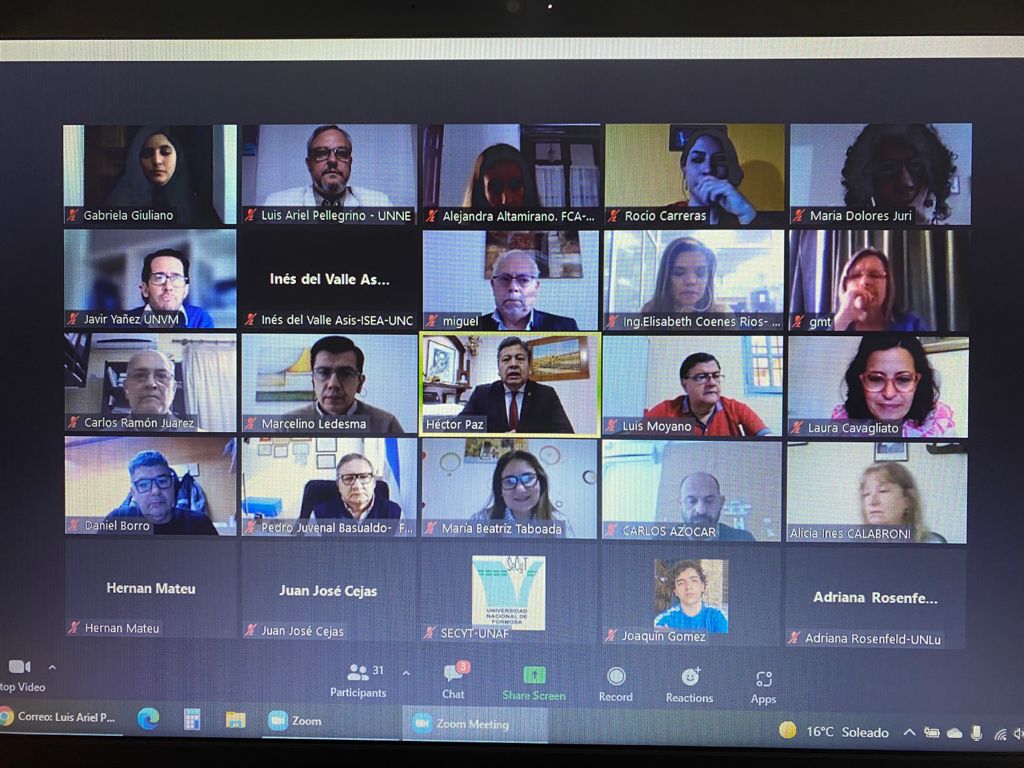 Gabriela Giuliano
Luis Ariel Pellegrino - UNNE
Alejandra Altamirano. FCA-...
Rocio Carreras
María Dolores Juri
Javir Yañez UNVM
Inés del Valle As...
Inés del Valle Asis-ISEA-UNC
miguel
Ing.Elisabeth Coenes Rios- ...
gmt
Carlos Ramón Juarez
Marcelino Ledesma
Héctor Paz
Luis Moyano
Laura Cavagliato
Daniel Borro
Pedro Juvenal Basualdo- F...
María Beatriz Taboada
CARLOS AZOCAR
Alicia Ines CALABRONI
Hernan Mateu
Hernan Mateu
Juan José Cejas
Juan José Cejas
SeCyT
UNIVERSIDAD
NACIONAL DE
FORMOSA
SECYT-UNAF
Joaquín Gomez
Adriana Rosenfe...
Adriana Rosenfeld-UNLu
top Video
31
Participants
3
Chat
Share Screen
Record
Reactions
Apps
Correo: Luis Ariel P...
Zoom
Zoom Meeting
16°C Soleado